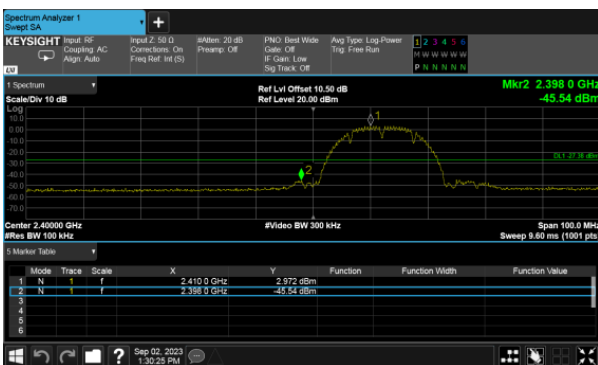 Spectrum Analyzer 1
Swept SA
+
KEYSIGHT Input: RF Input Z: 50 Ω #Atten: 20 dB PNO: Best Wide Avg Type: Log-Power 1 2 3 4 5 6
Coupling: AC Corrections: On Preamp: Off Gate: Off Trig: Free Run M W W W W W
Align: Auto Freq Ref: Int (S) IF Gain: Low P N N N N N
Sig Track: Off
1 Spectrum Ref Lvl Offset 10.50 dB Mkr2 2.398 0 GHz
Scale/Div 10 dB Ref Level 20.00 dBm -45.54 dBm
Log
10.0
0.00
-10.0
-20.0
-30.0
-40.0
-50.0
-60.0
-70.0
1
2
DL1 -27.38 dBm
Center 2.40000 GHz #Video BW 300 kHz Span 100.0 MHz
#Res BW 100 kHz Sweep 9.60 ms (1001 pts)
5 Marker Table
Mode Trace Scale X Y Function Function Width Function Value
1 N 1 f 2.410 0 GHz 2.972 dBm
2 N 1 f 2.398 0 GHz -45.54 dBm
3
4
5
6
? Sep 02, 2023
1:30:25 PM